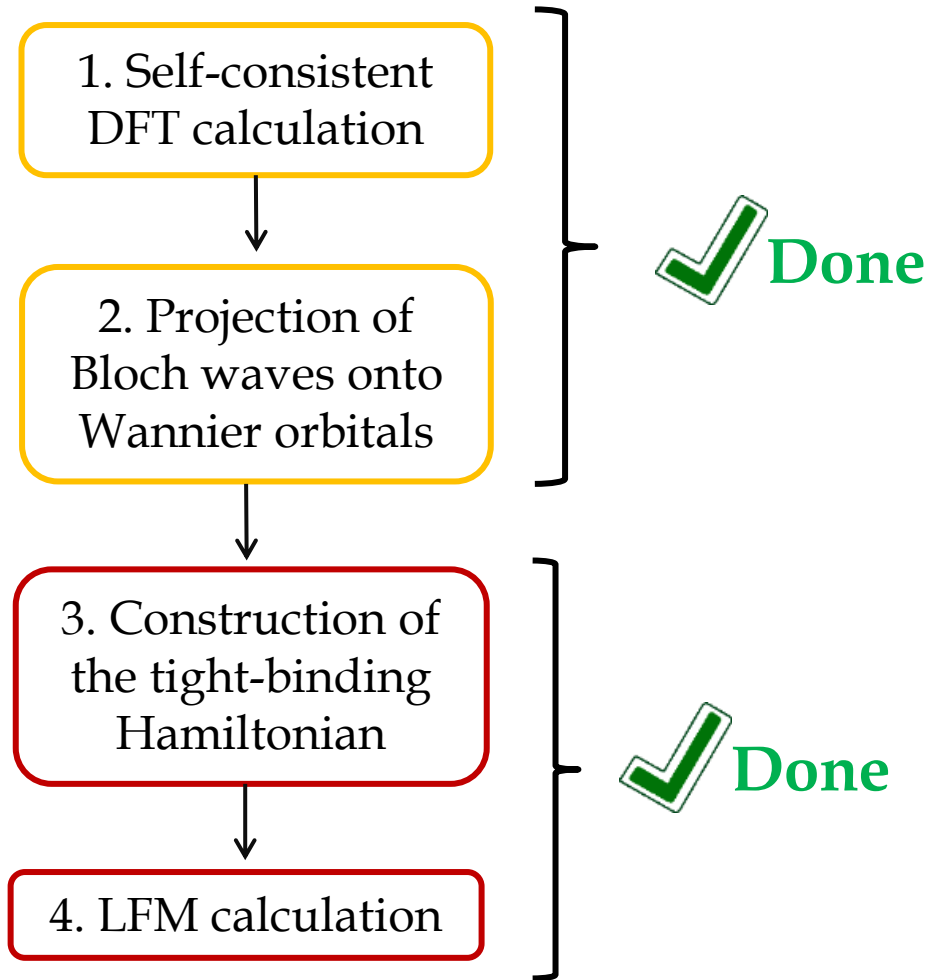 1. Self-consistent
DFT calculation
Done
2. Projection of
Bloch waves onto
Wannier orbitals
3. Construction of
the tight-binding
Hamiltonian
Done
4. LFM calculation